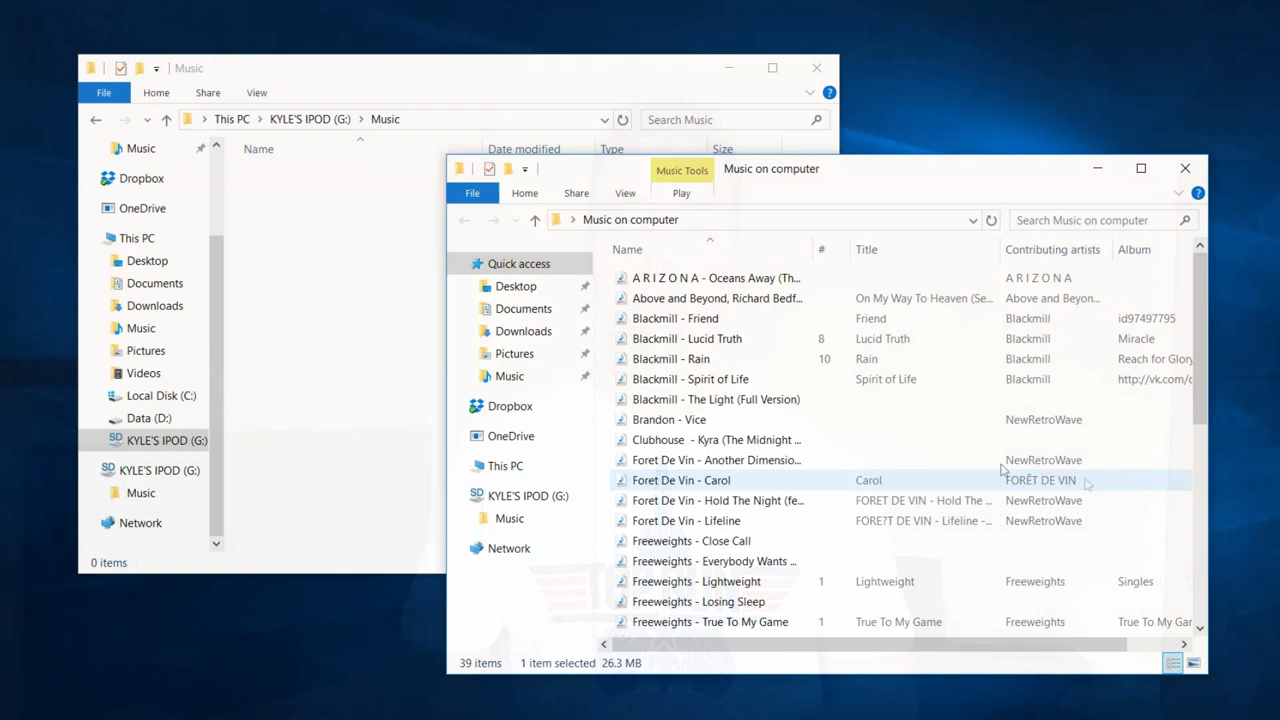 Music
File Home Share View
This PC KYLE'S IPOD (G:) Music
Search Music
Name Date modified Type Size
Music
Dropbox
OneDrive
This PC
Desktop
Documents
Downloads
Music
Pictures
Videos
Local Disk (C:)
Data (D:)
KYLE'S IPOD (G:)
KYLE'S IPOD (G:)
Music
Network
0 items
Music Tools Music on computer
File Home Share View Play
Music on computer
Search Music on computer
Quick access
Desktop
Documents
Downloads
Pictures
Music
Dropbox
OneDrive
This PC
KYLE'S IPOD (G:)
Music
Network
Name # Title Contributing artists Album
A R I Z O N A - Oceans Away (Th... A R I Z O N A
Above and Beyond, Richard Bedf... On My Way To Heaven (Se... Above and Beyon...
Blackmill - Friend Friend Blackmill id97497795
Blackmill - Lucid Truth 8 Lucid Truth Blackmill Miracle
Blackmill - Rain 10 Rain Blackmill Reach for Glory
Blackmill - Spirit of Life Spirit of Life Blackmill http://vk.com/c
Blackmill - The Light (Full Version)
Brandon - Vice NewRetroWave
Clubhouse - Kyra (The Midnight ...
Foret De Vin - Another Dimensio... NewRetroWave
Foret De Vin - Carol Carol FORÊT DE VIN
Foret De Vin - Hold The Night (fe... FORET DE VIN - Hold The ... NewRetroWave
Foret De Vin - Lifeline FORE?T DE VIN - Lifeline -... NewRetroWave
Freeweights - Close Call
Freeweights - Everybody Wants ...
Freeweights - Lightweight 1 Lightweight Freeweights Singles
Freeweights - Losing Sleep
Freeweights - True To My Game 1 True To My Game Freeweights True To My Gar
39 items 1 item selected 26.3 MB